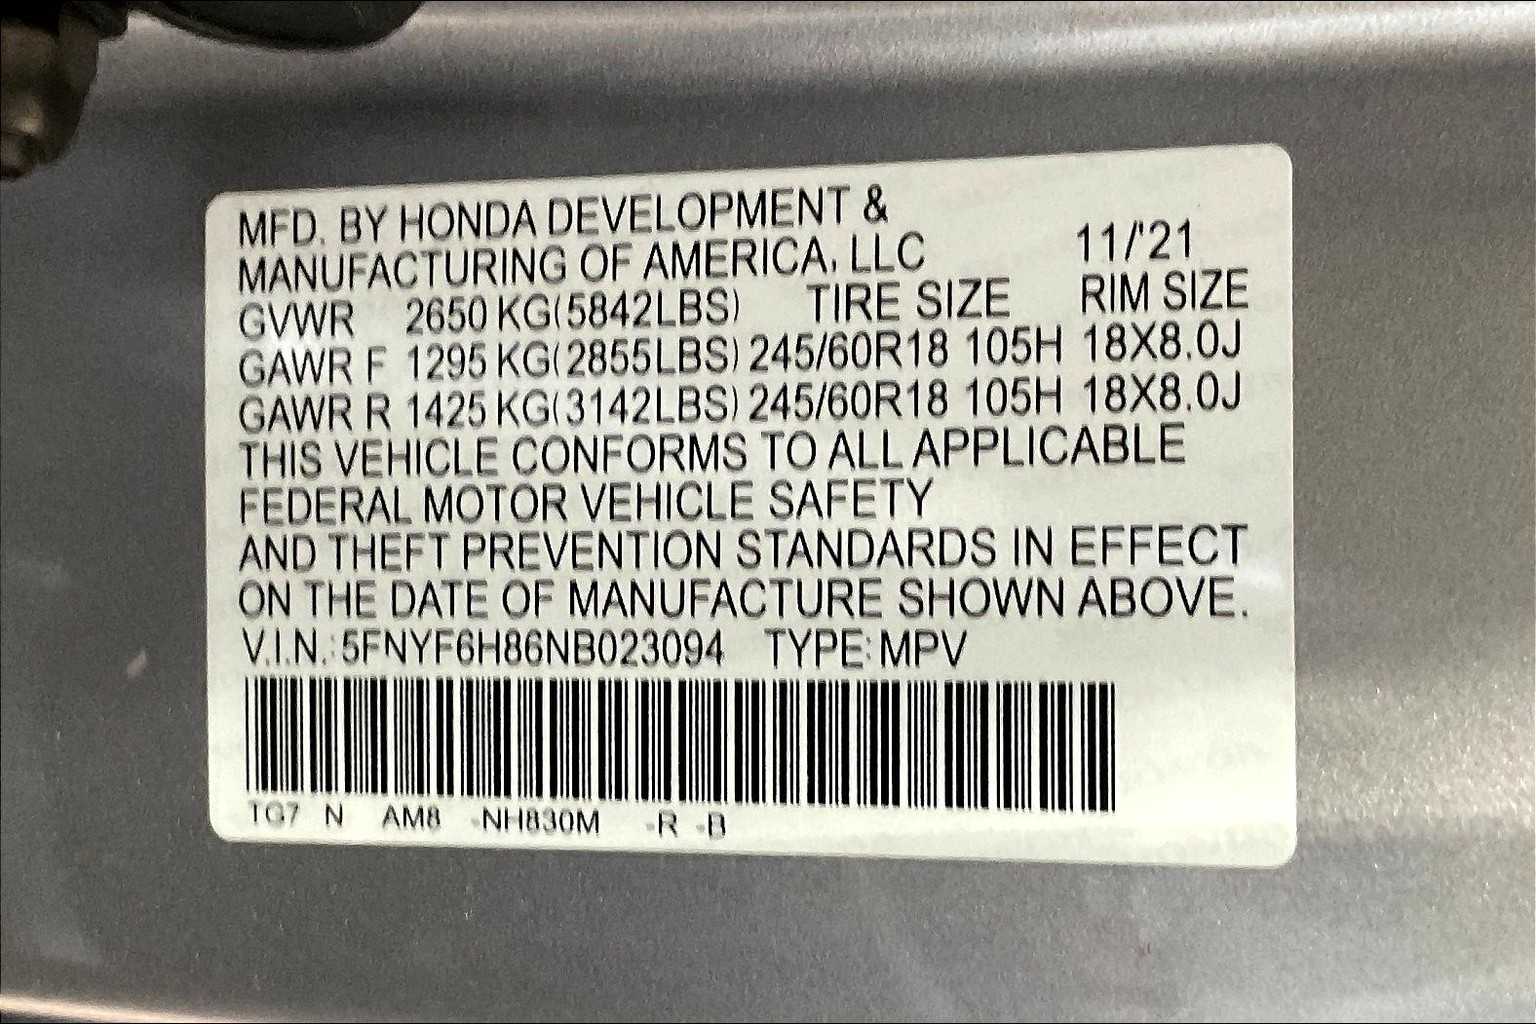 MFD. BY HONDA DEVELOPMENT &
MANUFACTURING OF AMERICA, LLC 11/'21
GVWR 2650 KG(5842LBS) TIRE SIZE RIM SIZE
GAWR F 1295 KG(2855LBS) 245/60R18 105H 18X8.0J
GAWR R 1425 KG(3142LBS) 245/60R18 105H 18X8.0J
THIS VEHICLE CONFORMS TO ALL APPLICABLE
FEDERAL MOTOR VEHICLE SAFETY
AND THEFT PREVENTION STANDARDS IN EFFECT
ON THE DATE OF MANUFACTURE SHOWN ABOVE.
V.I.N.:5FNYF6H86NB023094 TYPE:MPV
TG7 N AM8 -NH830M -R -B